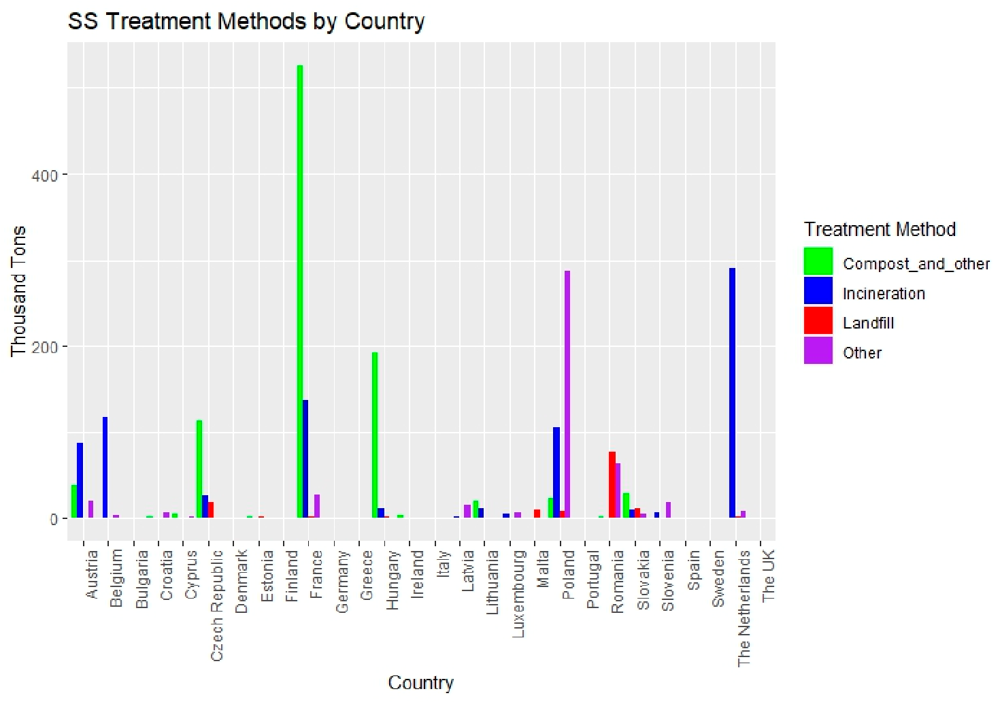 SS Treatment Methods by Country
Thousand Tons
400
200
0
Austria
Belgium
Bulgaria
Croatia
Cyprus
Czech Republic
Denmark
Estonia
Finland
France
Germany
Greece
Hungary
Ireland
Italy
Latvia
Lithuania
Luxembourg
Malta
Poland
Portugal
Romania
Slovakia
Slovenia
Spain
Sweden
The Netherlands
The UK
Country
Treatment Method
Compost_and_other
Incineration
Landfill
Other